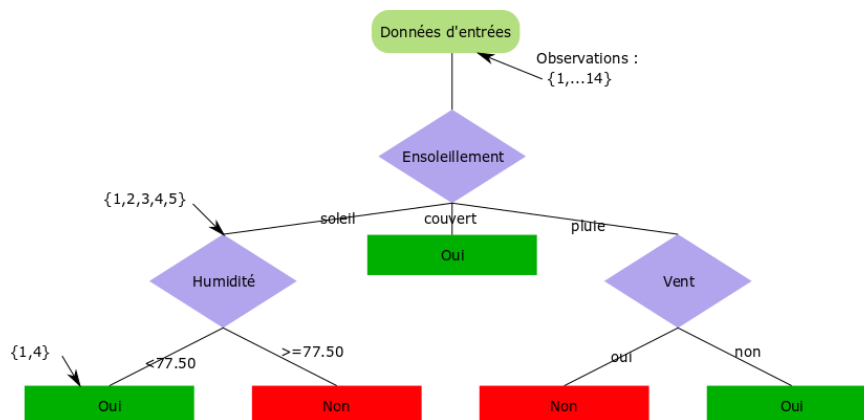 Données d'entrées
Observations :
{1,...14}
Ensoleillement
{1,2,3,4,5}
soleil
couvert
pluie
Humidité
Oui
Vent
{1,4}
<77.50
>=77.50
oui
non
Oui
Non
Non
Oui